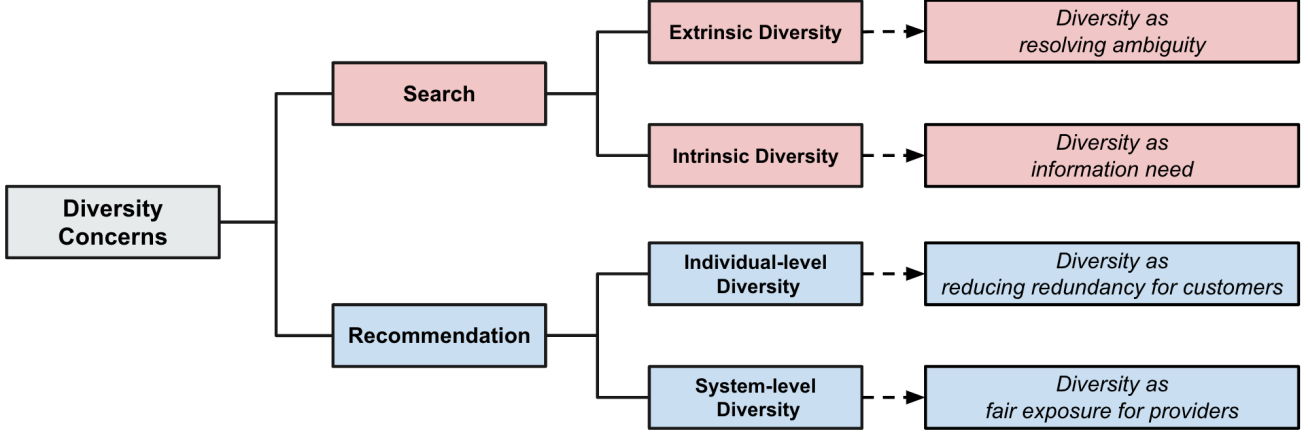 Diversity
Concerns
Search
Extrinsic Diversity
Diversity as
resolving ambiguity
Intrinsic Diversity
Diversity as
information need
Recommendation
Individual-level
Diversity
Diversity as
reducing redundancy for customers
System-level
Diversity
Diversity as
fair exposure for providers